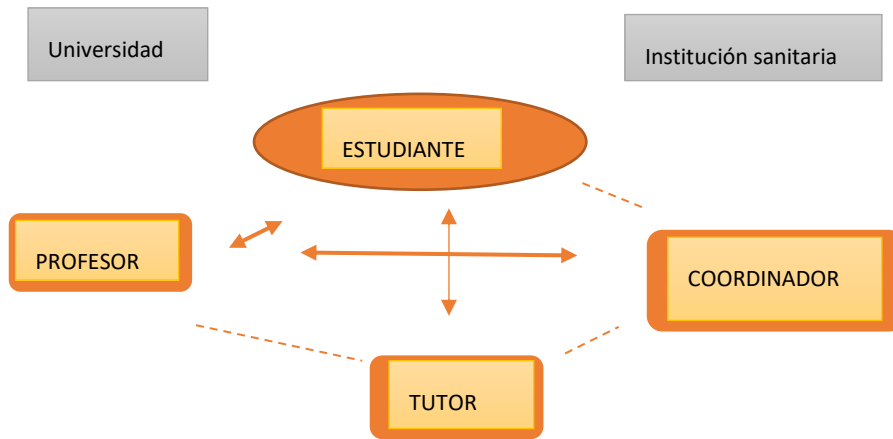 Universidad
Institución sanitaria
ESTUDIANTE
PROFESOR
COORDINADOR
TUTOR